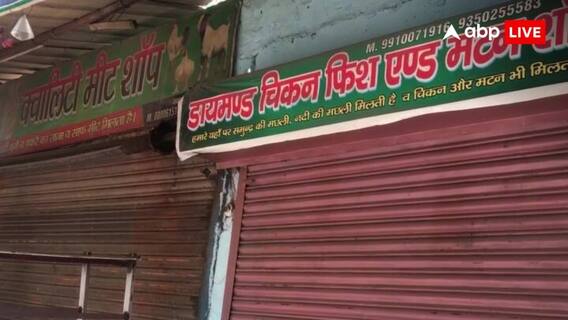 क्वालिटी मीट शॉप
abp LIVE
M. 9910071916, 9350255583
डायमण्ड चिकन फिश एण्ड मटन शॉ
हमारे यहाँ पर समुन्द्र की मछली, नदी की मछली मिलती है व चिकन और मटन भी मिलता